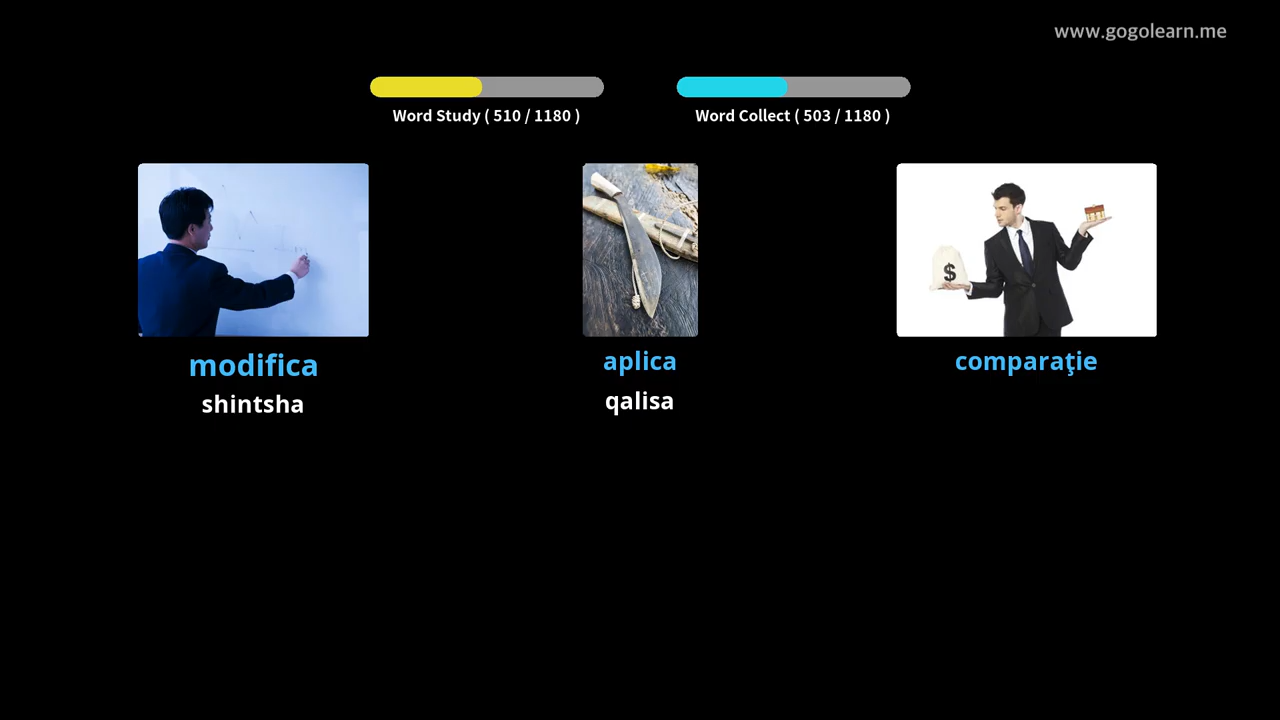 www.gogolearn.me
Word Study ( 510 / 1180 )
Word Collect ( 503 / 1180 )
$
modifica
shintsha
aplica
qalisa
comparaţie